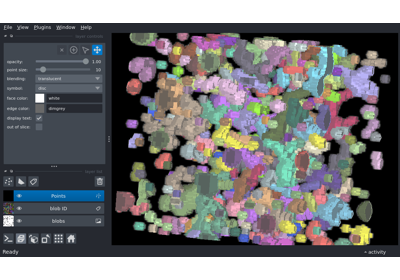 File View Plugins Window Help
opacity: 1.00
point size: 10
blending: translucent
symbol: disc
face color: white
edge color: dimgrey
display text:
out of slice:
Points
blob ID
blobs
Ready
activity